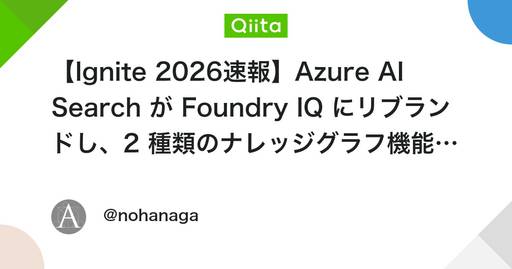 Qiita
【Ignite 2026速報】Azure AI
Search が Foundry IQ にリブラン
ドし、2 種類のナレッジグラフ機能…
A
@nohanaga